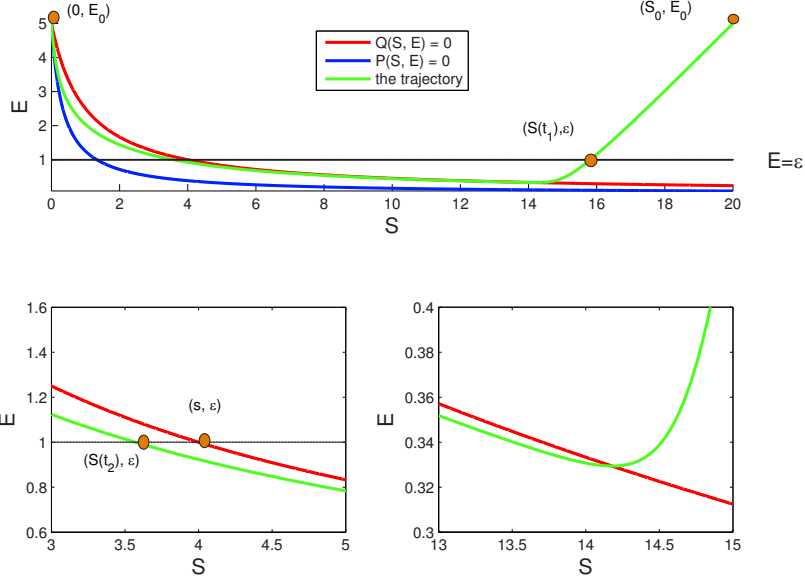 (0, E0)
(S0, E0)
5
4
3
2
1
E
Q(S, E) = 0
P(S, E) = 0
the trajectory
(S(t1),ε)
E=ε
0 2 4 6 8 10 12 14 16 18 20
S
1.6
1.4
1.2
1
0.8
0.6
E
(s, ε)
(S(t2), ε)
3 3.5 4 4.5 5
S
0.4
0.38
0.36
0.34
0.32
0.3
E
13 13.5 14 14.5 15
S